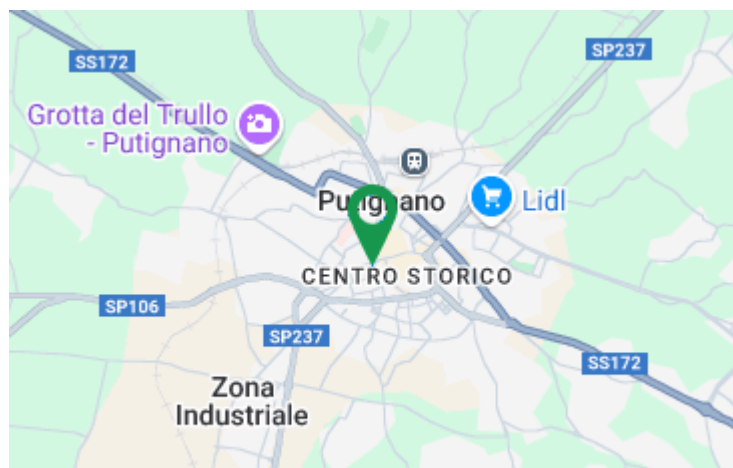 SP237
SS172
Grotta del Trullo
- Putignano
Putignano
Lidl
CENTRO STORICO
SP106
SP237
SS172
Zona
Industriale